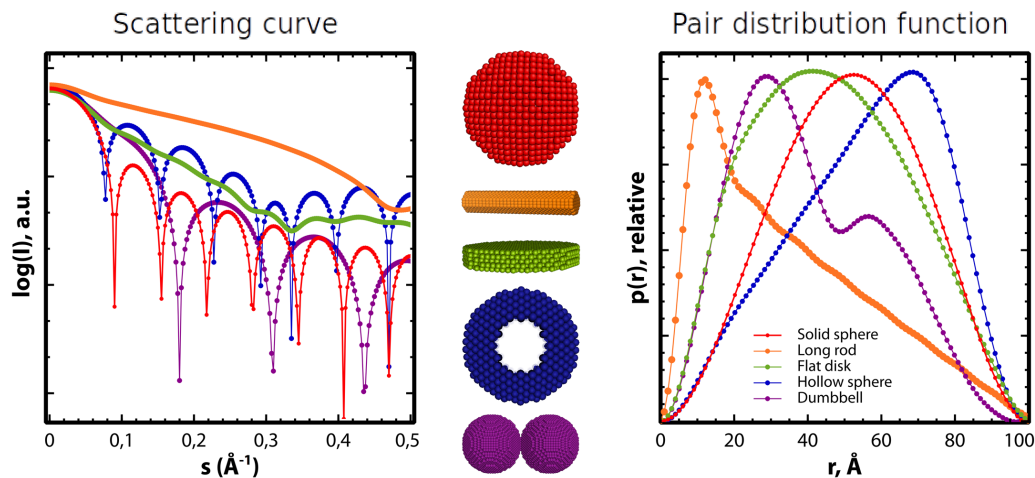 Scattering curve
Pair distribution function
log(I), a.u.
0
0,1
0,2
0,3
0,4
0,5
s (Å⁻¹)
p(r), relative
Solid sphere
Long rod
Flat disk
Hollow sphere
Dumbbell
0
20
40
60
80
100
r, Å